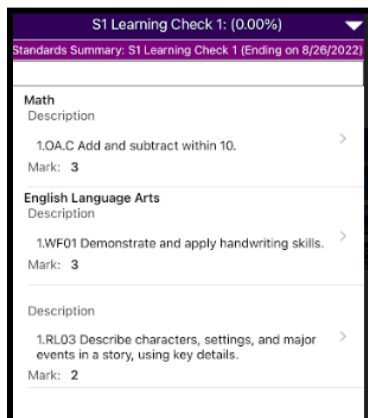 S1 Learning Check 1: (0.00%)
Standards Summary: S1 Learning Check 1 (Ending on 8/26/2022)
Math
Description
1.OA.C Add and subtract within 10.
Mark: 3
English Language Arts
Description
1.WF01 Demonstrate and apply handwriting skills.
Mark: 3
Description
1.RL03 Describe characters, settings, and major
events in a story, using key details.
Mark: 2